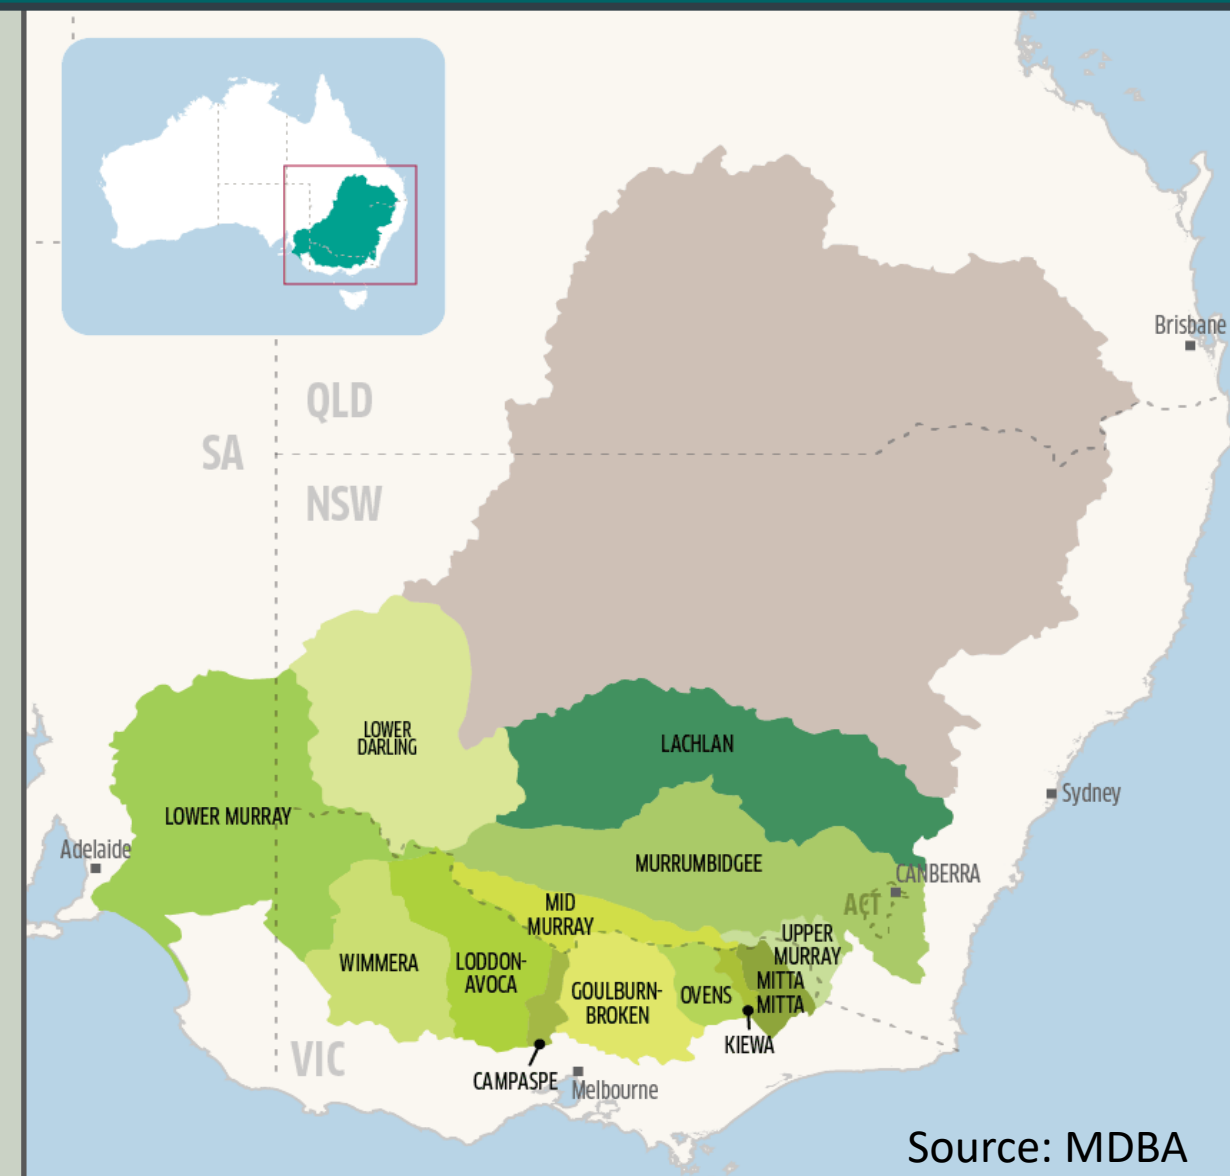 QLD
SA
NSW
Brisbane
LOWER
DARLING
LACHLAN
Sydney
LOWER MURRAY
Adelaide
MURRUMBIDGEE
CANBERRA
ACT
MID
MURRAY
UPPER
MURRAY
WIMMERA
LODDON-
AVOCA
GOULBURN-
BROKEN
OVENS
MITTA
MITTA
KIEWA
VIC
CAMPASPE
Melbourne
Source: MDBA